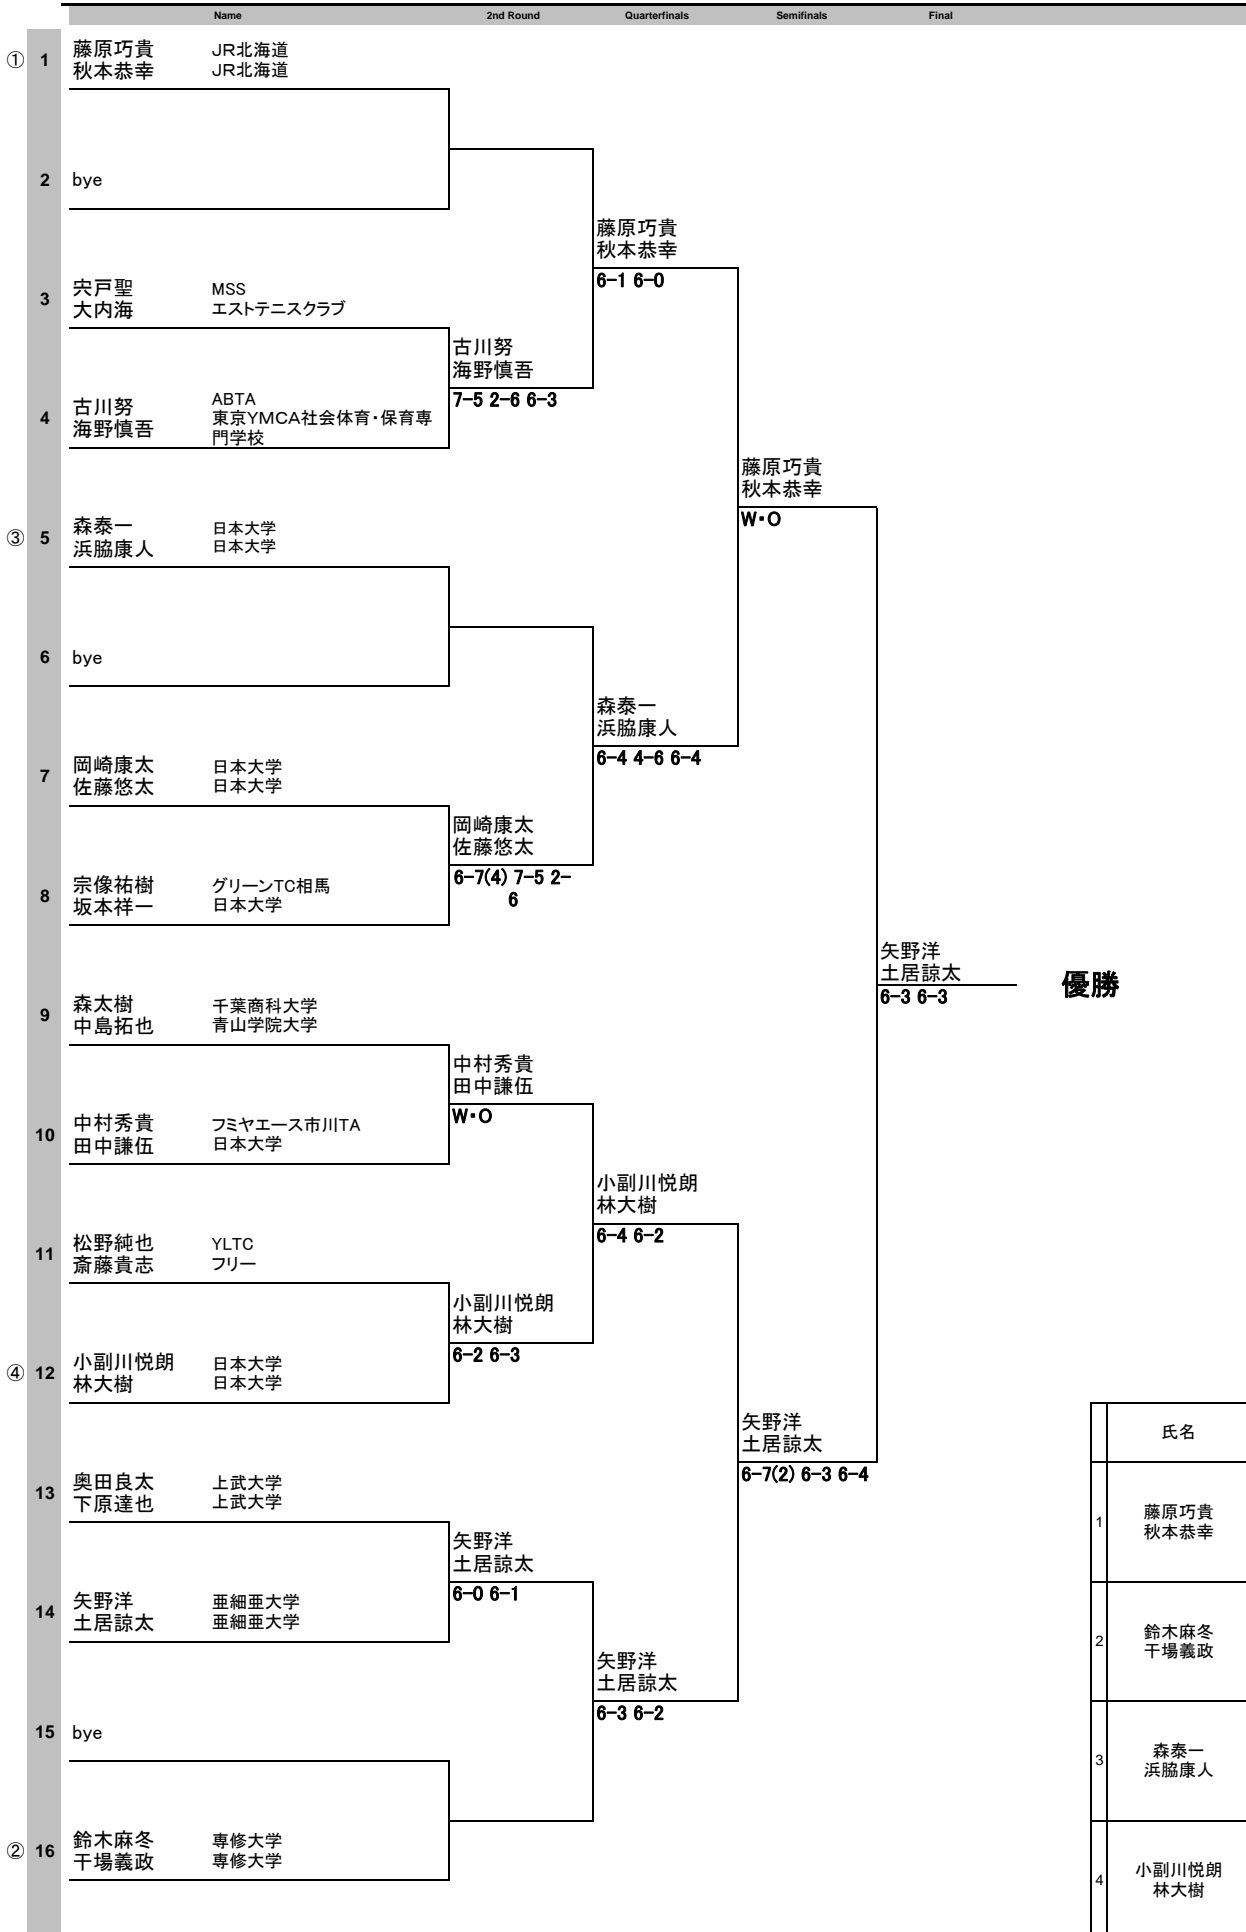 Name 2nd Round Quarterfinals Semifinals Final
① 1 藤原巧貴 JR北海道
秋本恭幸 JR北海道
2 bye
藤原巧貴
秋本恭幸
6-1 6-0
3 宍戸聖 MSS
大内海 エストテニスクラブ
古川努
海野慎吾
7-5 2-6 6-3
4 古川努 ABTA
海野慎吾 東京YMCA社会体育・保育専
門学校
藤原巧貴
秋本恭幸
W・O
③ 5 森泰一 日本大学
浜脇康人 日本大学
6 bye
森泰一
浜脇康人
6-4 4-6 6-4
7 岡崎康太 日本大学
佐藤悠太 日本大学
岡崎康太
佐藤悠太
6-7(4) 7-5 2-
6
8 宗像祐樹 グリーンTC相馬
坂本祥一 日本大学
矢野洋
土居諒太
6-3 6-3
優勝
9 森太樹 千葉商科大学
中島拓也 青山学院大学
中村秀貴
田中謙伍
W・O
10 中村秀貴 フミヤエース市川TA
田中謙伍 日本大学
小副川悦朗
林大樹
6-4 6-2
11 松野純也 YLTC
斎藤貴志 フリー
小副川悦朗
林大樹
6-2 6-3
④ 12 小副川悦朗 日本大学
林大樹 日本大学
矢野洋
土居諒太
6-7(2) 6-3 6-4
13 奥田良太 上武大学
下原達也 上武大学
矢野洋
土居諒太
6-0 6-1
14 矢野洋 亜細亜大学
土居諒太 亜細亜大学
矢野洋
土居諒太
6-3 6-2
15 bye
② 16 鈴木麻冬 専修大学
干場義政 専修大学
氏名
1 藤原巧貴
秋本恭幸
2 鈴木麻冬
干場義政
3 森泰一
浜脇康人
4 小副川悦朗
林大樹